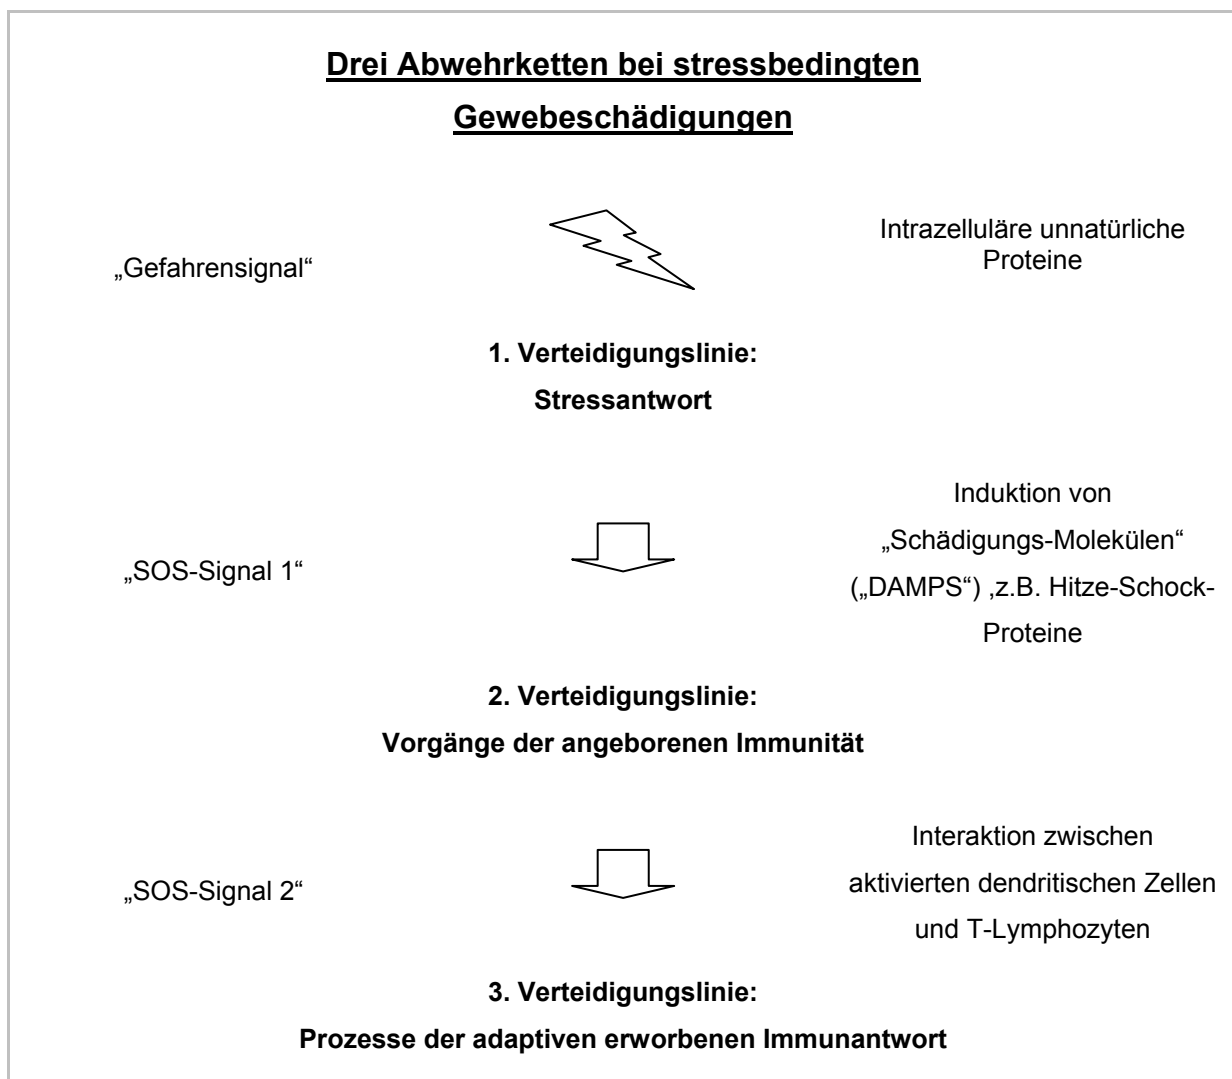 Drei Abwehrketten bei stressbedingten
Gewebeschädigungen
„Gefahrensignal“
Intrazelluläre unnatürliche
Proteine
1. Verteidigungslinie:
Stressantwort
„SOS-Signal 1“
Induktion von
„Schädigungs-Molekülen“
(„DAMPS“) ,z.B. Hitze-Schock-
Proteine
2. Verteidigungslinie:
Vorgänge der angeborenen Immunität
„SOS-Signal 2“
Interaktion zwischen
aktivierten dendritischen Zellen
und T-Lymphozyten
3. Verteidigungslinie:
Prozesse der adaptiven erworbenen Immunantwort